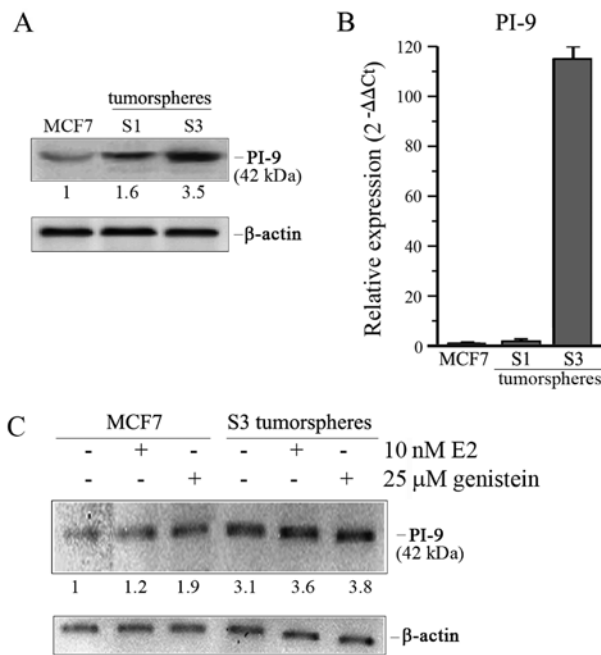 A
tumorspheres
MCF7 S1 S3
–PI-9
(42 kDa)
1 1.6 3.5
–β-actin
B
PI-9
Relative expression (2 -ΔΔCt)
120
100
80
60
40
20
0
MCF7 S1 S3
tumorspheres
C
MCF7 S3 tumorspheres
- + - - + - 10 nM E2
- - + - - + 25 µM genistein
–PI-9
(42 kDa)
1 1.2 1.9 3.1 3.6 3.8
–β-actin